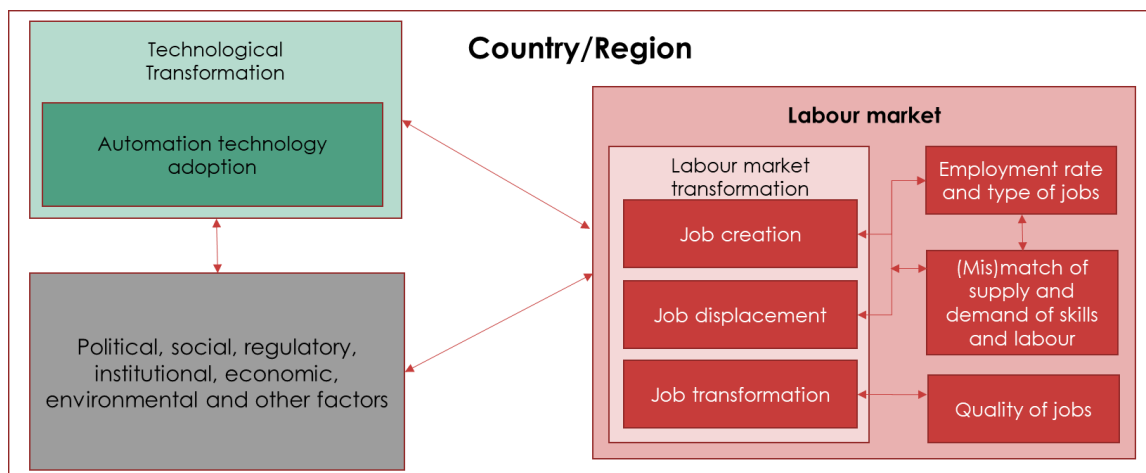 Country/Region
Technological
Transformation
Automation technology
adoption
Political, social, regulatory,
institutional, economic,
environmental and other factors
Labour market
Labour market
transformation
Job creation
Job displacement
Job transformation
Employment rate
and type of jobs
(Mis)match of
supply and
demand of skills
and labour
Quality of jobs